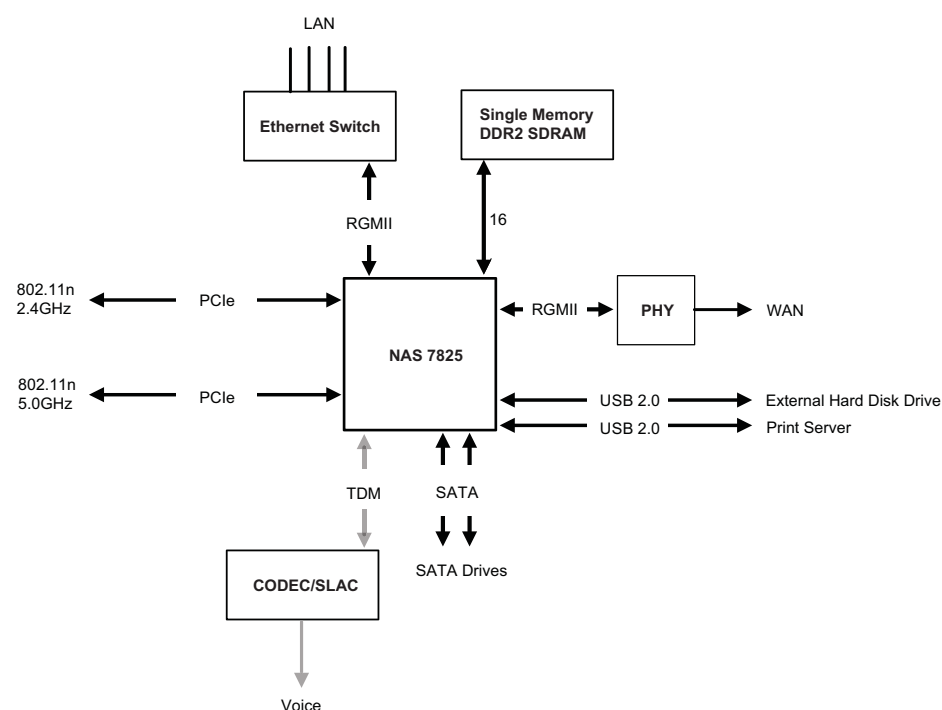 LAN
Ethernet Switch
Single Memory
DDR2 SDRAM
RGMII
16
802.11n
2.4GHz
PCIe
RGMII
PHY
WAN
NAS 7825
802.11n
5.0GHz
PCIe
USB 2.0
External Hard Disk Drive
USB 2.0
Print Server
TDM
SATA
SATA Drives
CODEC/SLAC
Voice